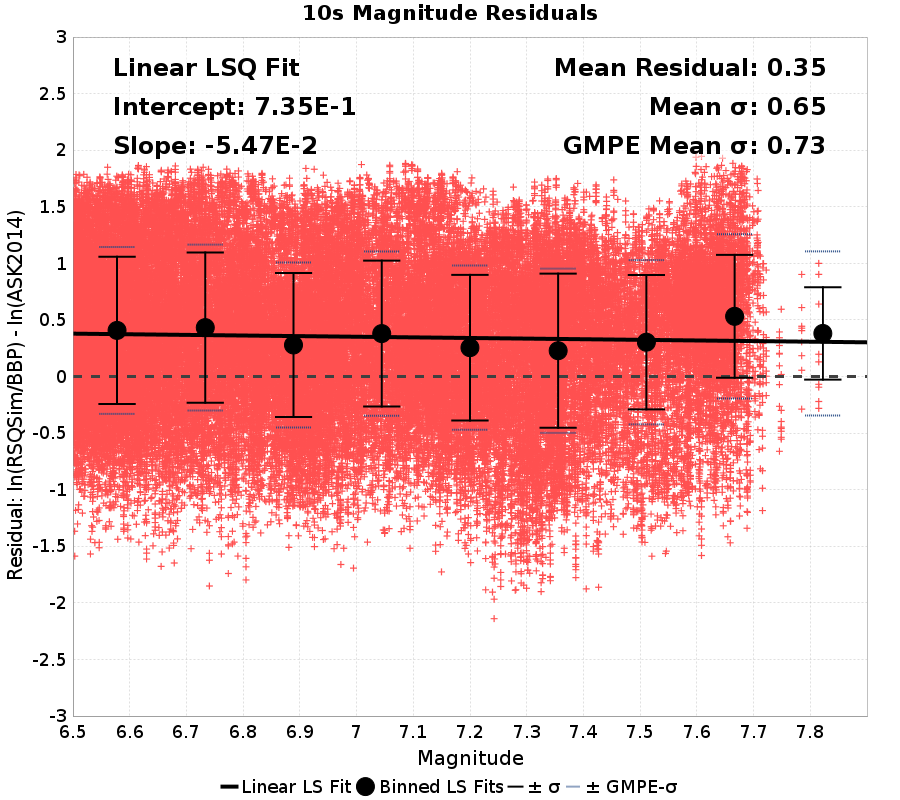 10s Magnitude Residuals
Linear LSQ Fit
Intercept: 7.35E-1
Slope: -5.47E-2
Mean Residual: 0.35
Mean σ: 0.65
GMPE Mean σ: 0.73
Residual: ln(RSQSim/BBP) - ln(ASK2014)
3
2.5
2
1.5
1
0.5
0
-0.5
-1
-1.5
-2
-2.5
-3
6.5 6.6 6.7 6.8 6.9 7 7.1 7.2 7.3 7.4 7.5 7.6 7.7 7.8
Magnitude
Linear LS Fit Binned LS Fits ± σ ± GMPE-σ